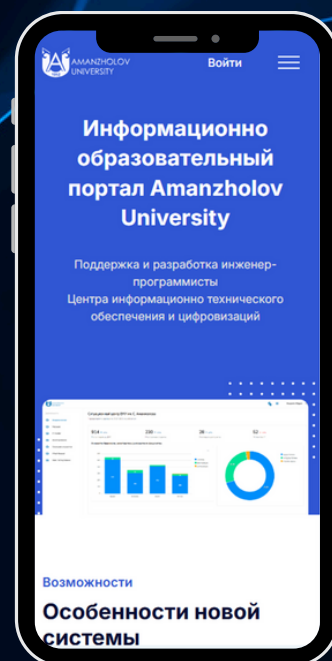 AMANZHOLOV
UNIVERSITY
Войти
Информационно
образовательный
портал Amanzholov
University
Поддержка и разработка инженер-
программисты
Центра информационно технического
обеспечения и цифровизаций
Возможности
Особенности новой
системы